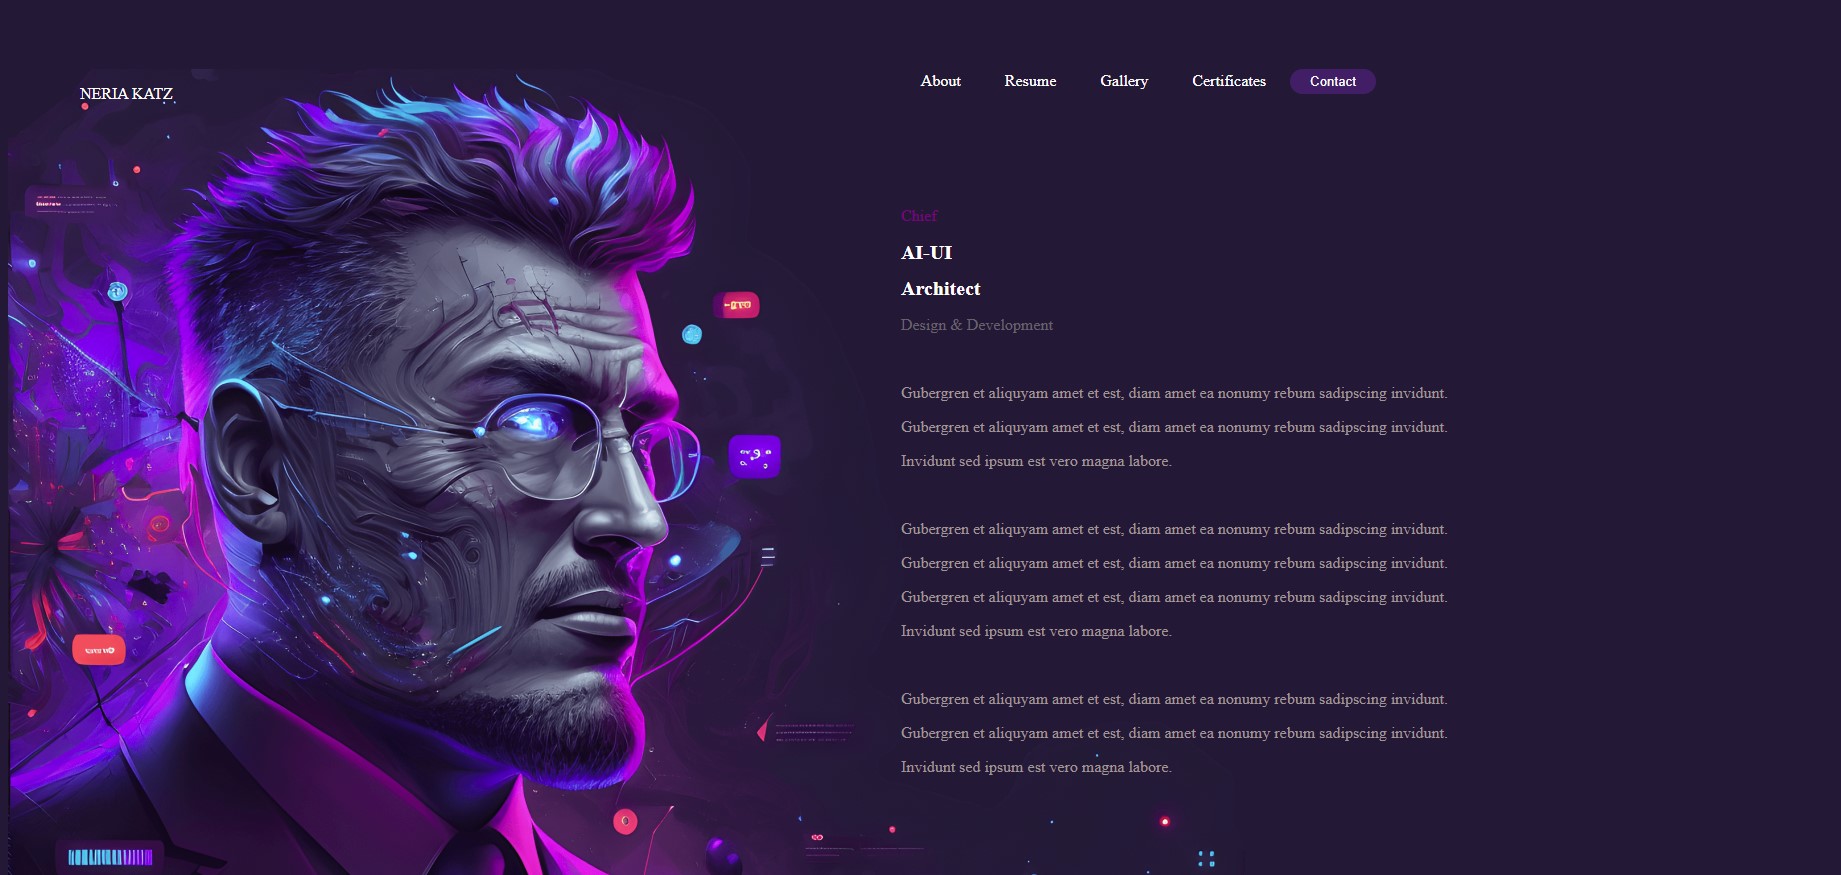 NERIA KATZ
About Resume Gallery Certificates Contact
Chief
AI-UI
Architect
Design & Development
Gubergren et aliquyam amet et est, diam amet ea nonumy rebum sadipscing invidunt.
Gubergren et aliquyam amet et est, diam amet ea nonumy rebum sadipscing invidunt.
Invidunt sed ipsum est vero magna labore.
Gubergren et aliquyam amet et est, diam amet ea nonumy rebum sadipscing invidunt.
Gubergren et aliquyam amet et est, diam amet ea nonumy rebum sadipscing invidunt.
Gubergren et aliquyam amet et est, diam amet ea nonumy rebum sadipscing invidunt.
Invidunt sed ipsum est vero magna labore.
Gubergren et aliquyam amet et est, diam amet ea nonumy rebum sadipscing invidunt.
Gubergren et aliquyam amet et est, diam amet ea nonumy rebum sadipscing invidunt.
Invidunt sed ipsum est vero magna labore.